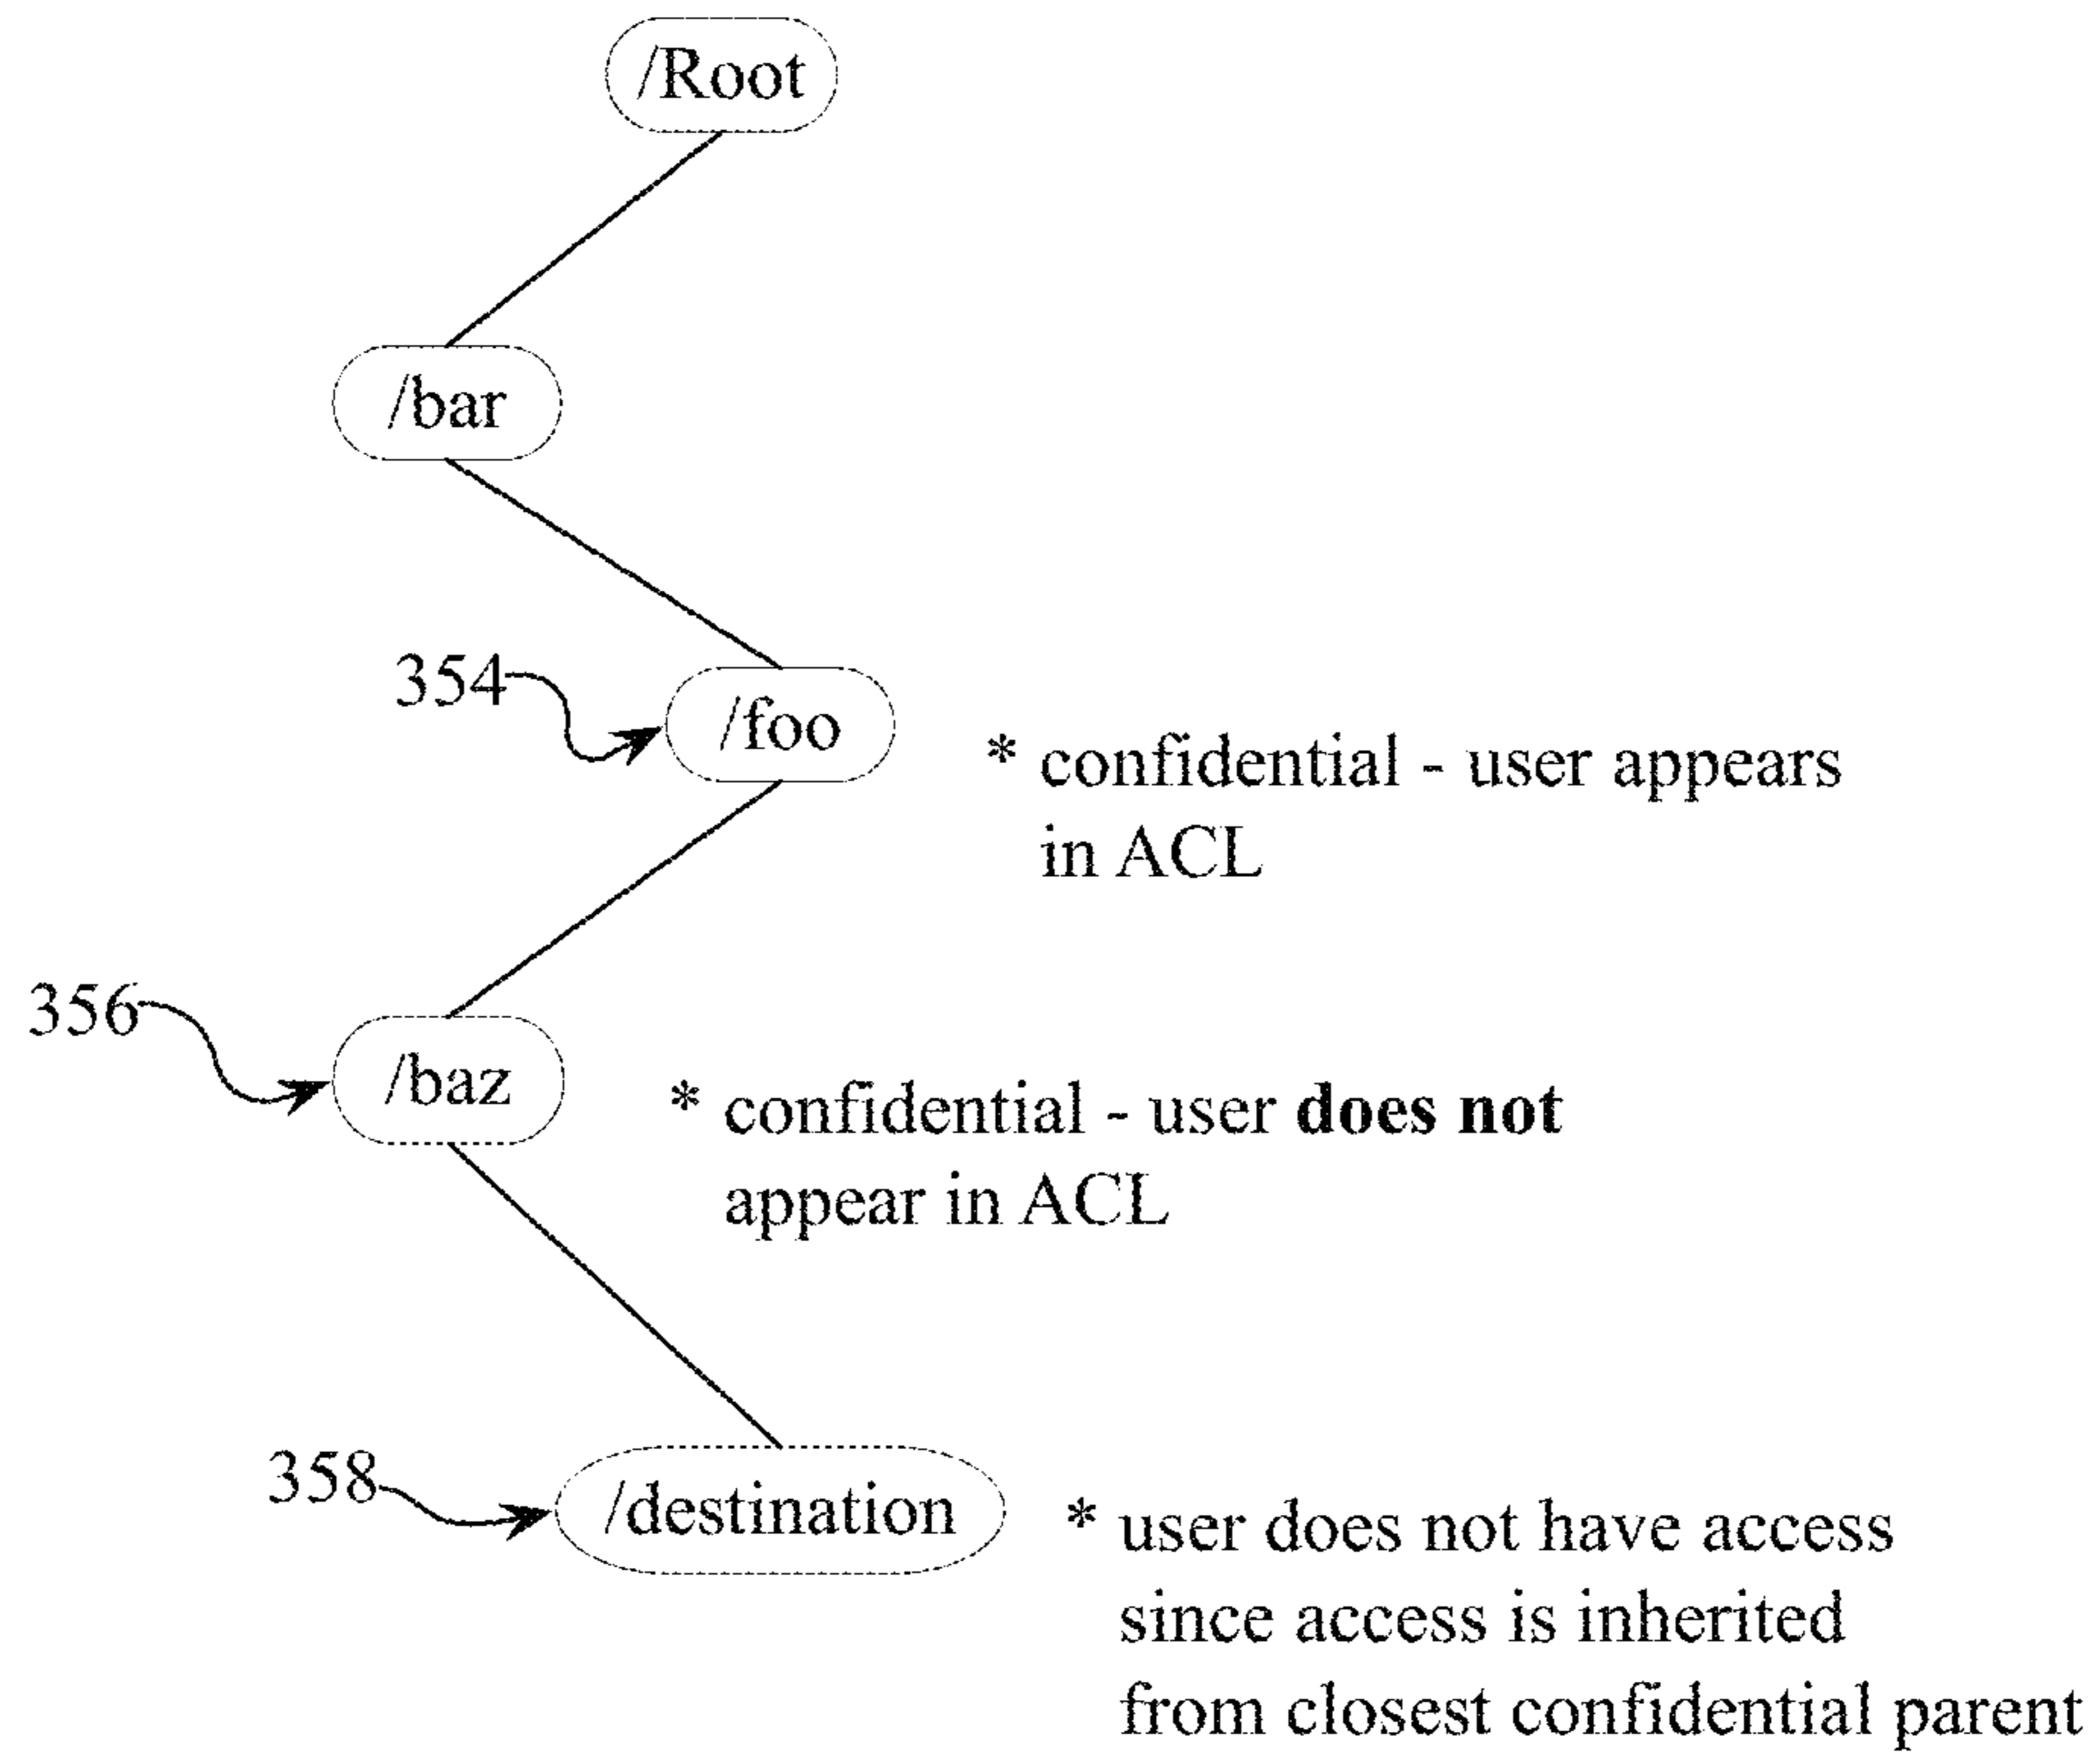 /Root
/bar
354
/foo
* confidential - user appears
in ACL
356
/baz
* confidential - user does not
appear in ACL
358
/destination
* user does not have access
since access is inherited
from closest confidential parent